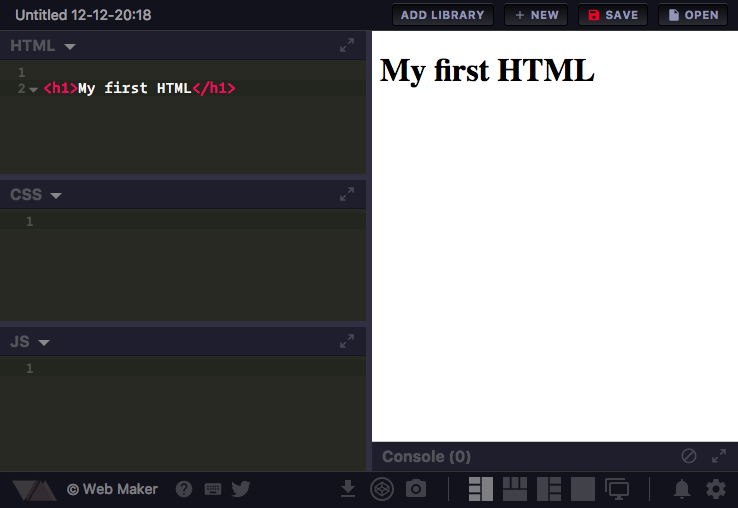 Untitled 12-12-20:18
ADD LIBRARY
+ NEW
SAVE
OPEN
HTML
1
2 <h1>My first HTML</h1>
CSS
1
JS
1
My first HTML
Console (0)
© Web Maker
?